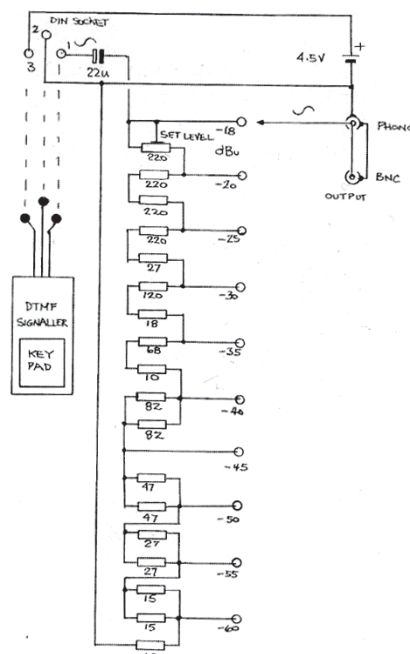 DIN SOCKET
2
1
3
22u
4.5V
+
-18
SET LEVEL
dBu
PHONO
220
220
-20
BNC
OUTPUT
220
220
-25
27
120
-30
18
68
-35
DTMF
SIGNALLER
KEY
PAD
10
82
-40
82
-45
47
47
-50
27
27
-55
15
15
-60